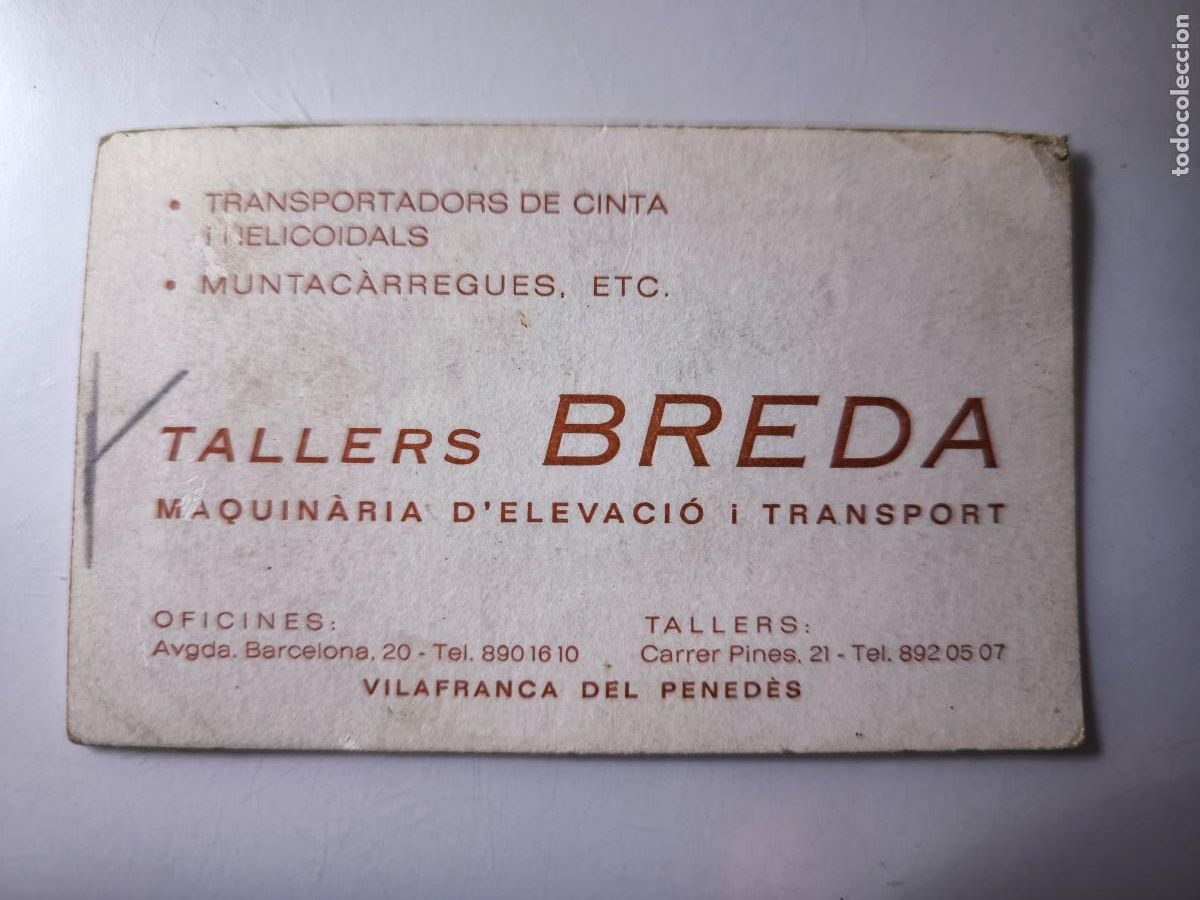 • TRANSPORTADORS DE CINTA
i HELICOIDALS
• MUNTACÀRREGUES, ETC.
TALLERS BREDA
MAQUINÀRIA D'ELEVACIÓ i TRANSPORT
OFICINES:
Avgda. Barcelona, 20 - Tel. 890 16 10
TALLERS:
Carrer Pines, 21 - Tel. 892 05 07
VILAFRANCA DEL PENEDÈS
todocoleccion